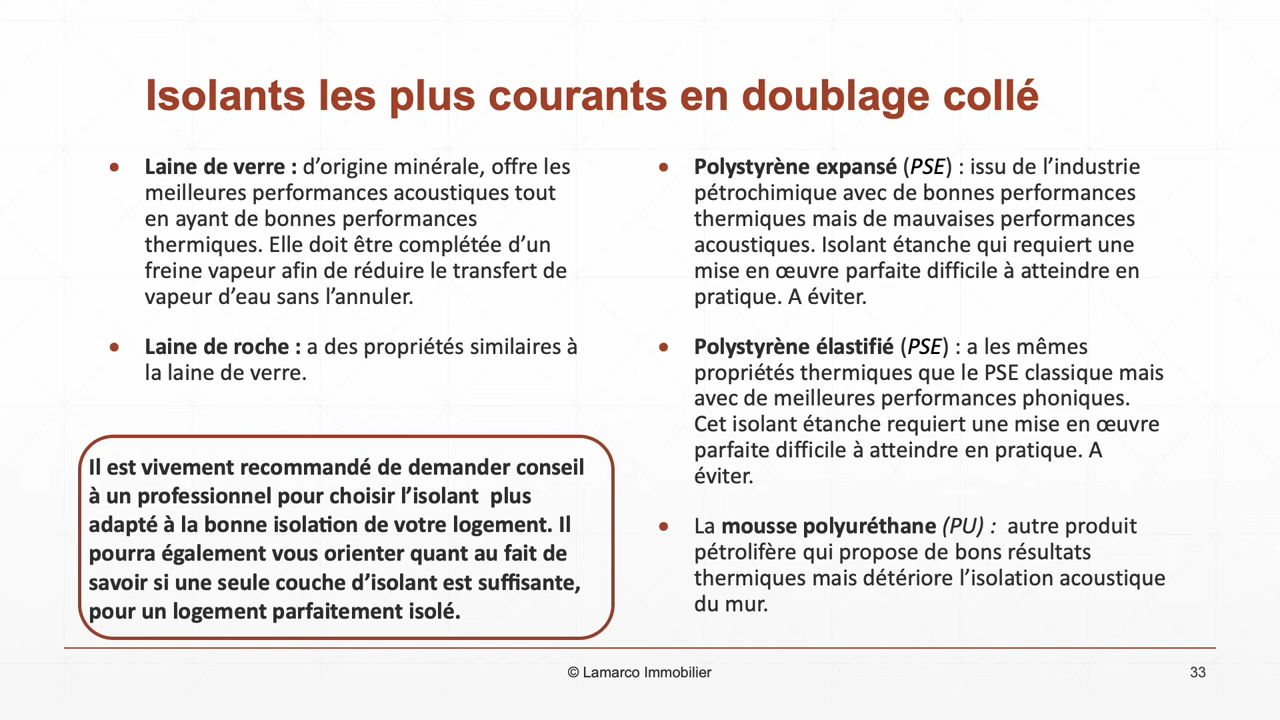 Isolants les plus courants en doublage collé
• Laine de verre : d’origine minérale, offre les
meilleures performances acoustiques tout
en ayant de bonnes performances
thermiques. Elle doit être complétée d’un
freine vapeur afin de réduire le transfert de
vapeur d’eau sans l’annuler.
• Laine de roche : a des propriétés similaires à
la laine de verre.
Il est vivement recommandé de demander conseil
à un professionnel pour choisir l’isolant  plus
adapté à la bonne isolation de votre logement. Il
pourra également vous orienter quant au fait de
savoir si une seule couche d’isolant est suffisante,
pour un logement parfaitement isolé.
• Polystyrène expansé (PSE) : issu de l’industrie
pétrochimique avec de bonnes performances
thermiques mais de mauvaises performances
acoustiques. Isolant étanche qui requiert une
mise en œuvre parfaite difficile à atteindre en
pratique. A éviter.
• Polystyrène élastifié (PSE) : a les mêmes
propriétés thermiques que le PSE classique mais
avec de meilleures performances phoniques.
Cet isolant étanche requiert une mise en œuvre
parfaite difficile à atteindre en pratique. A
éviter.
• La mousse polyuréthane (PU) :  autre produit
pétrolifère qui propose de bons résultats
thermiques mais détériore l’isolation acoustique
du mur.
© Lamarco Immobilier
33